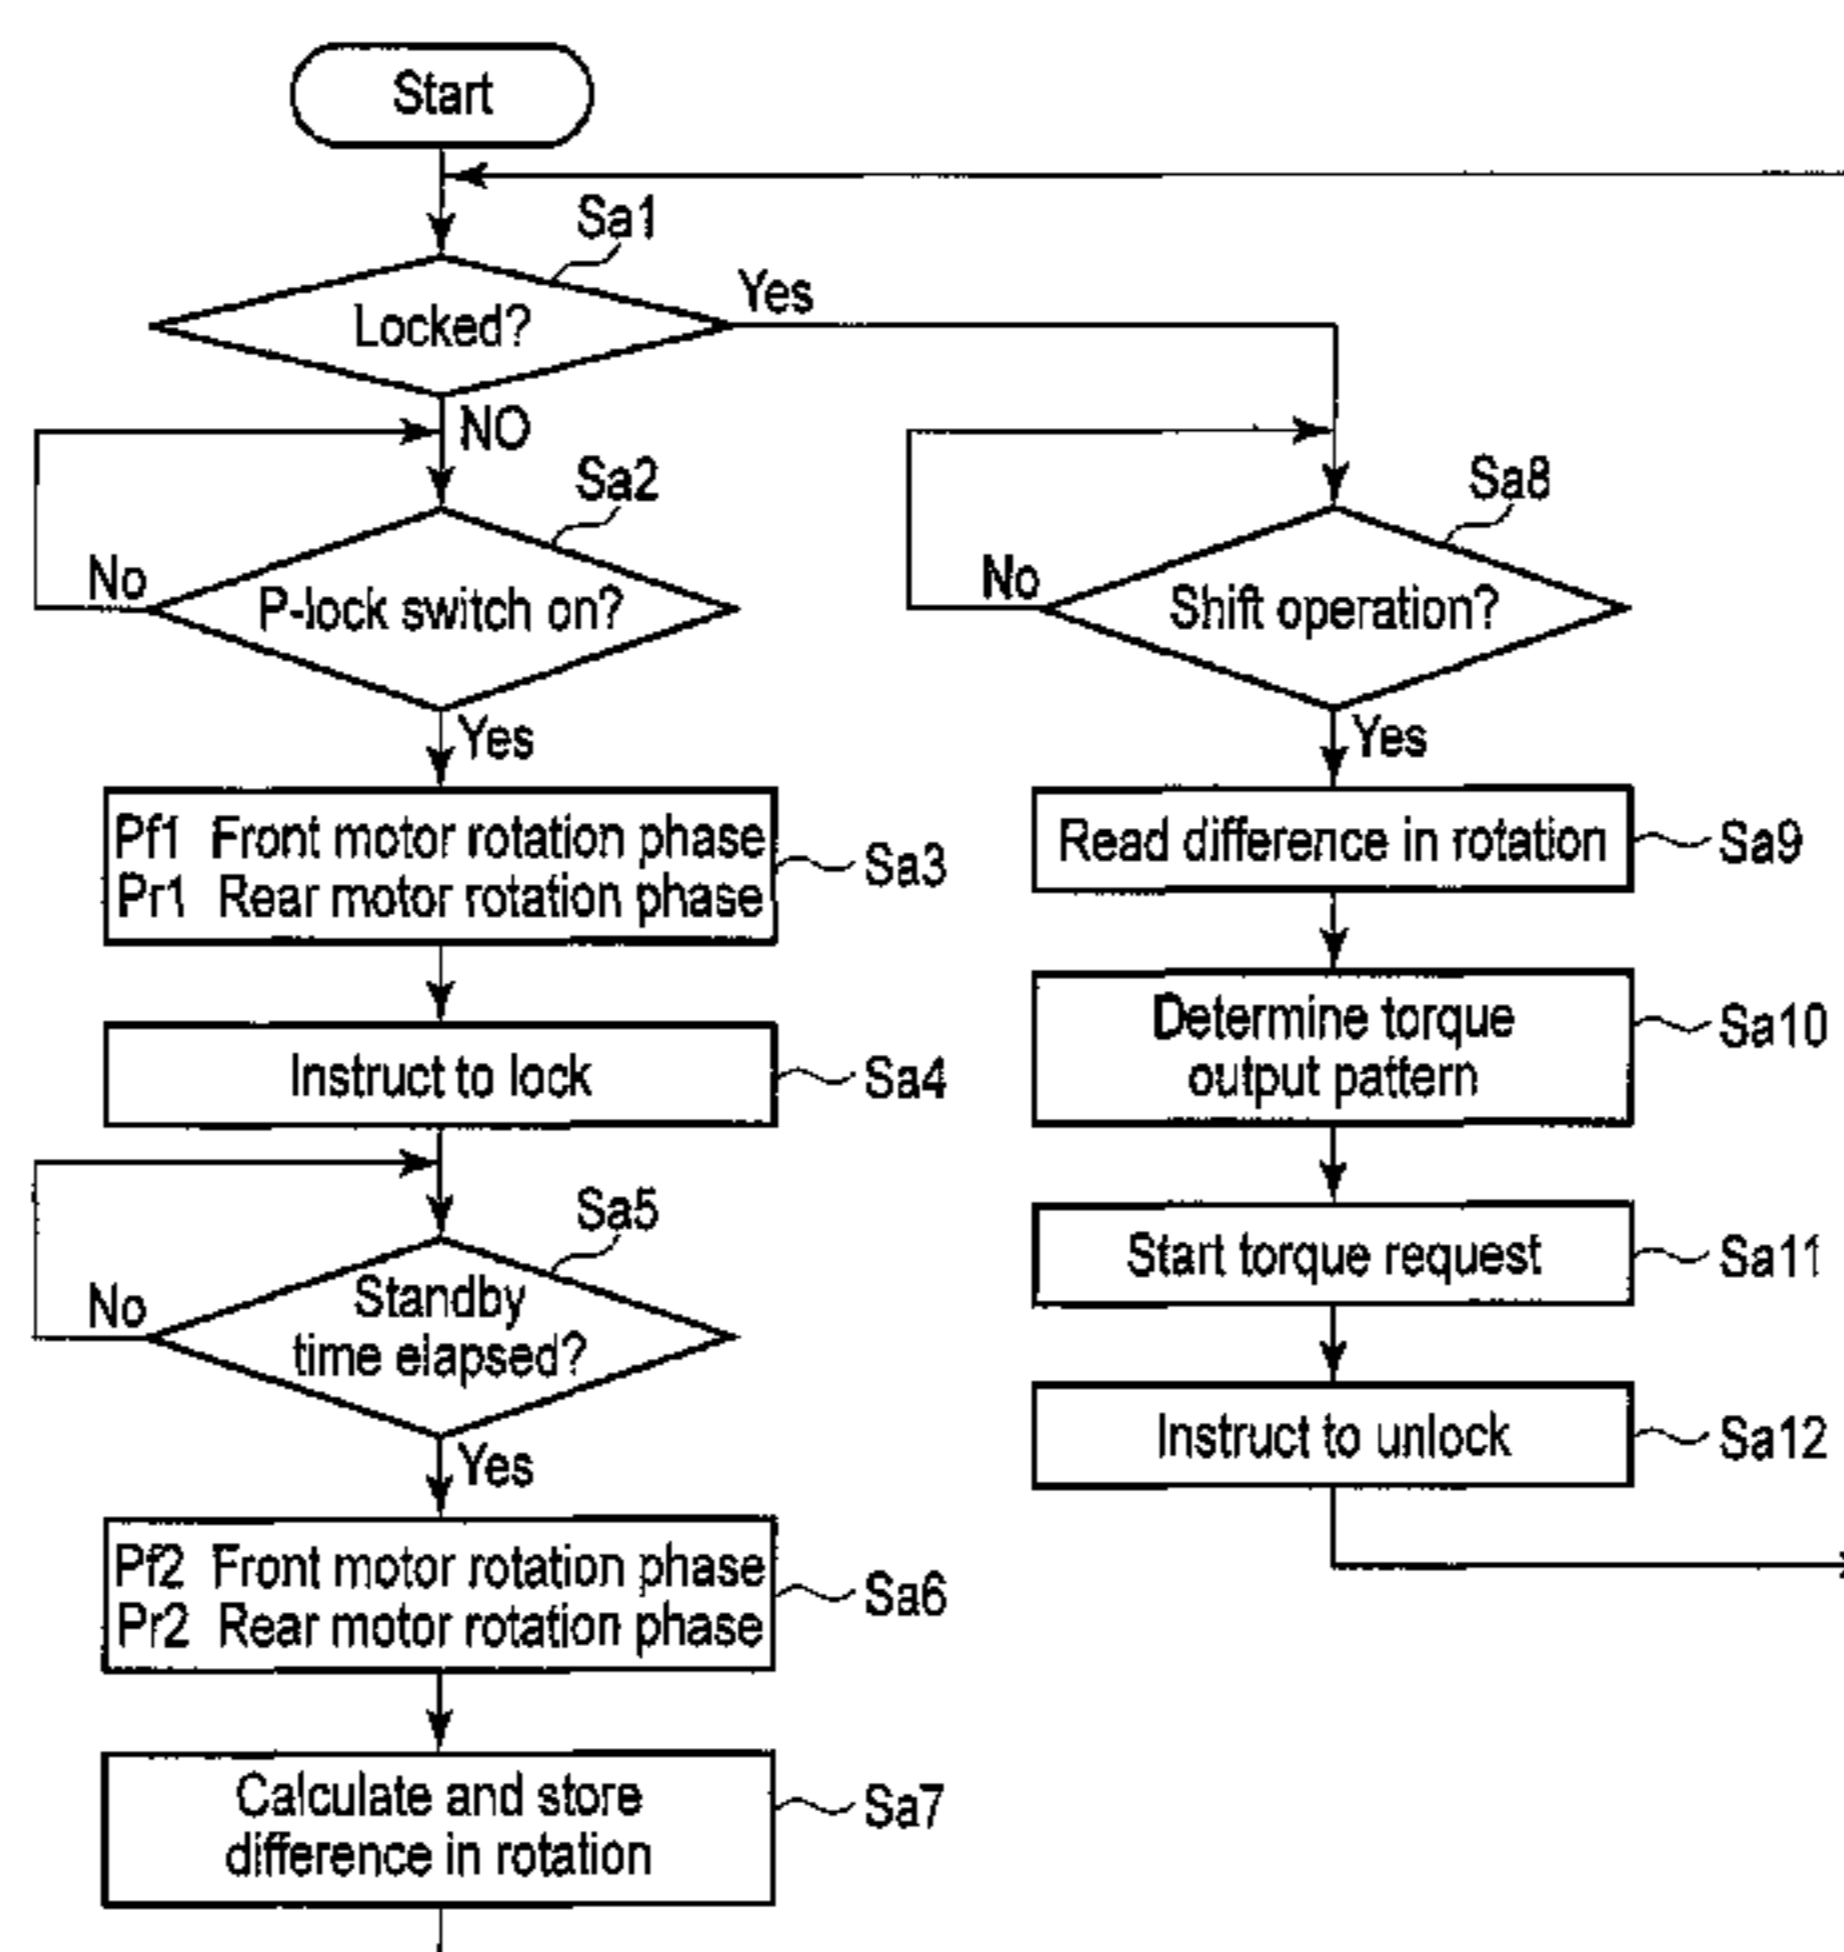 Start
Sa1
Locked?
Yes
NO
Sa2
No
P-lock switch on?
Yes
Pf1 Front motor rotation phase
Pr1 Rear motor rotation phase
Sa3
Instruct to lock
Sa4
Sa5
No
Standby
time elapsed?
Yes
Pf2 Front motor rotation phase
Pr2 Rear motor rotation phase
Sa6
Calculate and store
difference in rotation
Sa7
Sa8
No
Shift operation?
Yes
Read difference in rotation
Sa9
Determine torque
output pattern
Sa10
Start torque request
Sa11
Instruct to unlock
Sa12